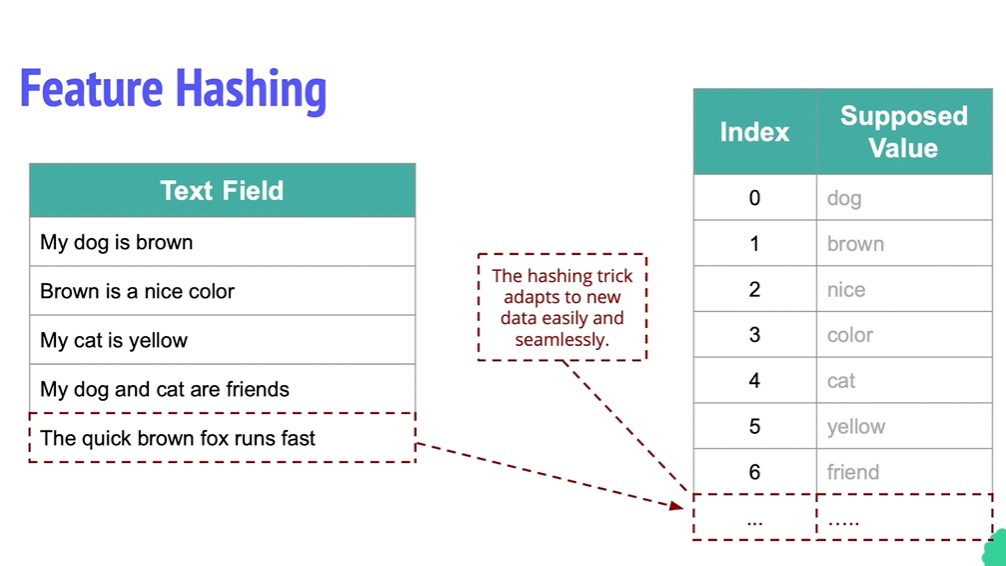 Feature Hashing
Text Field
My dog is brown
Brown is a nice color
My cat is yellow
My dog and cat are friends
The quick brown fox runs fast
The hashing trick
adapts to new
data easily and
seamlessly.
Index
Supposed
Value
0 dog
1 brown
2 nice
3 color
4 cat
5 yellow
6 friend
... .....